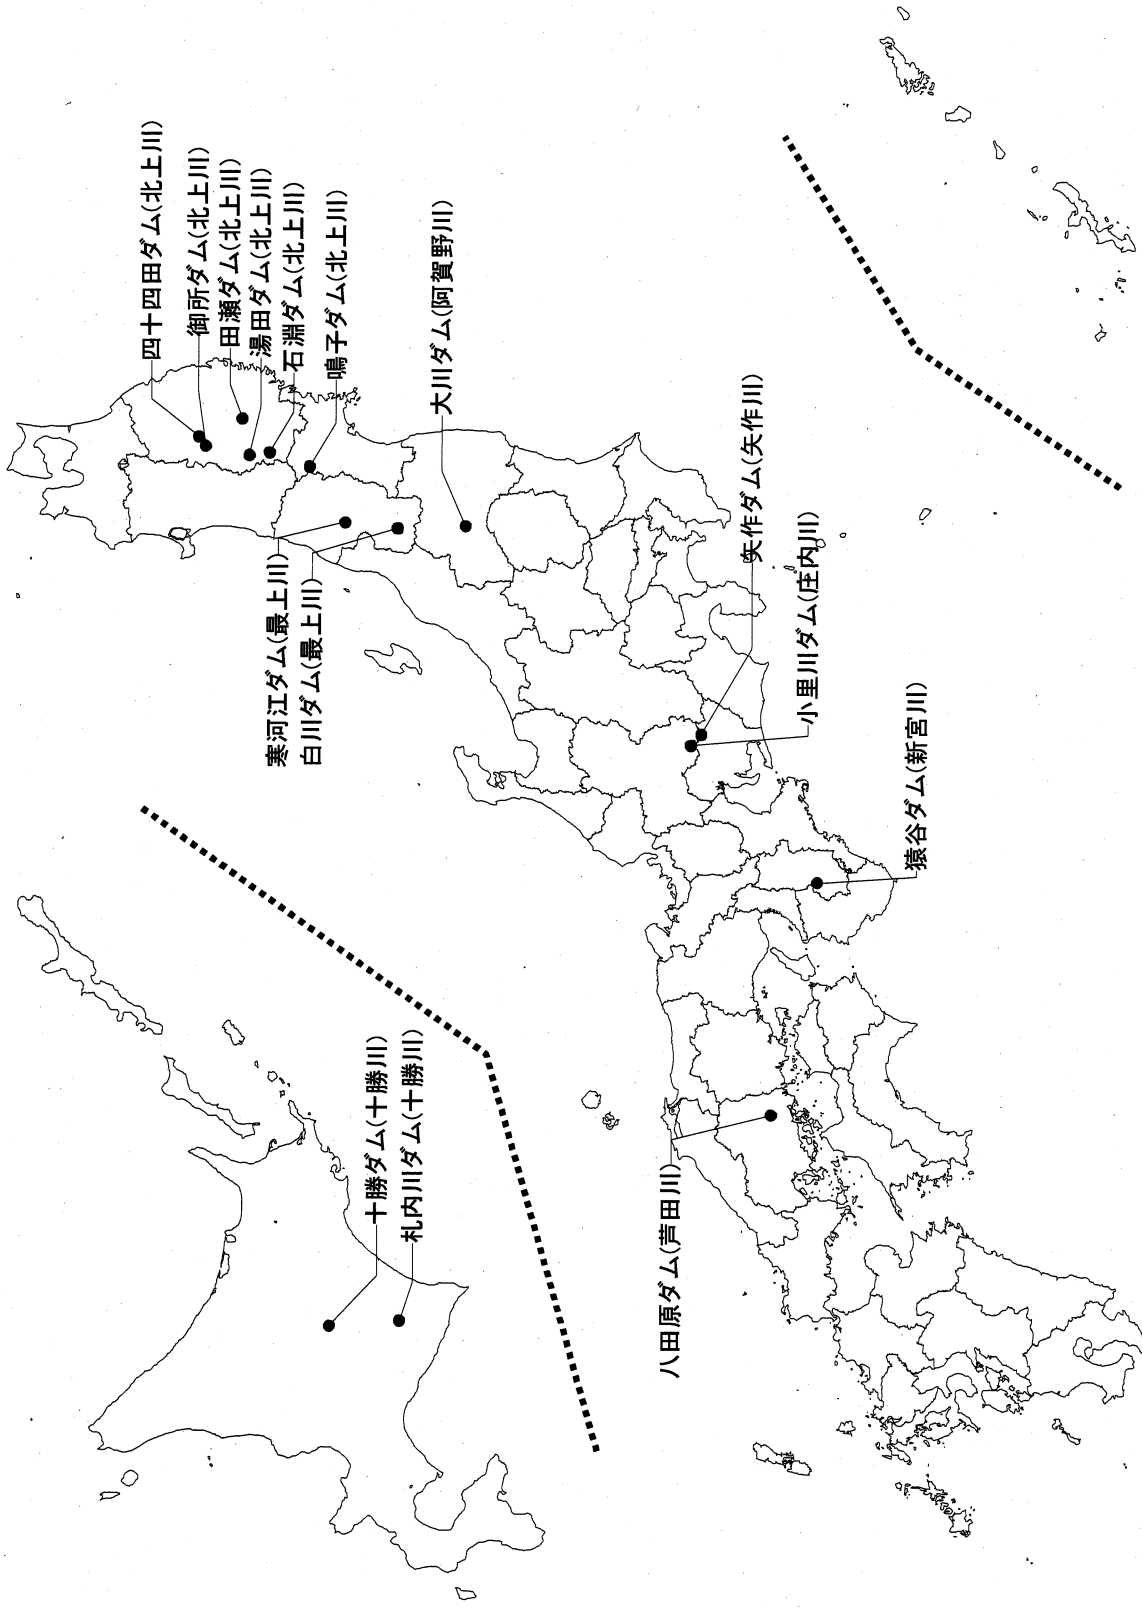 四十四田ダム(北上川)
御所ダム(北上川)
田瀬ダム(北上川)
湯田ダム(北上川)
石淵ダム(北上川)
鳴子ダム(北上川)
大川ダム(阿賀野川)
矢作ダム(矢作川)
小里川ダム(庄内川)
猿谷ダム(新宮川)
寒河江ダム(最上川)
白川ダム(最上川)
十勝ダム(十勝川)
札内川ダム(十勝川)
八田原ダム(芦田川)